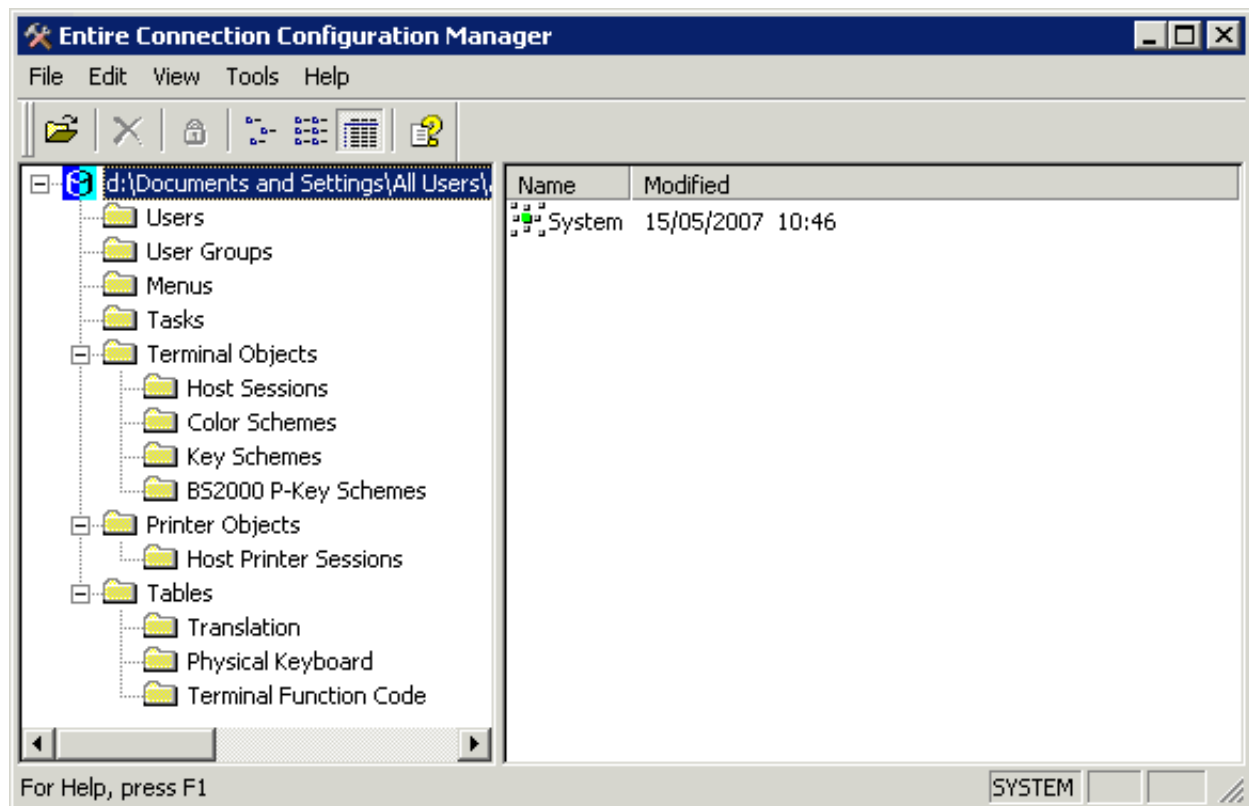 Entire Connection Configuration Manager
File Edit View Tools Help
d:\Documents and Settings\All Users\
Name Modified
Users
System 15/05/2007 10:46
User Groups
Menus
Tasks
Terminal Objects
Host Sessions
Color Schemes
Key Schemes
BS2000 P-Key Schemes
Printer Objects
Host Printer Sessions
Tables
Translation
Physical Keyboard
Terminal Function Code
For Help, press F1
SYSTEM